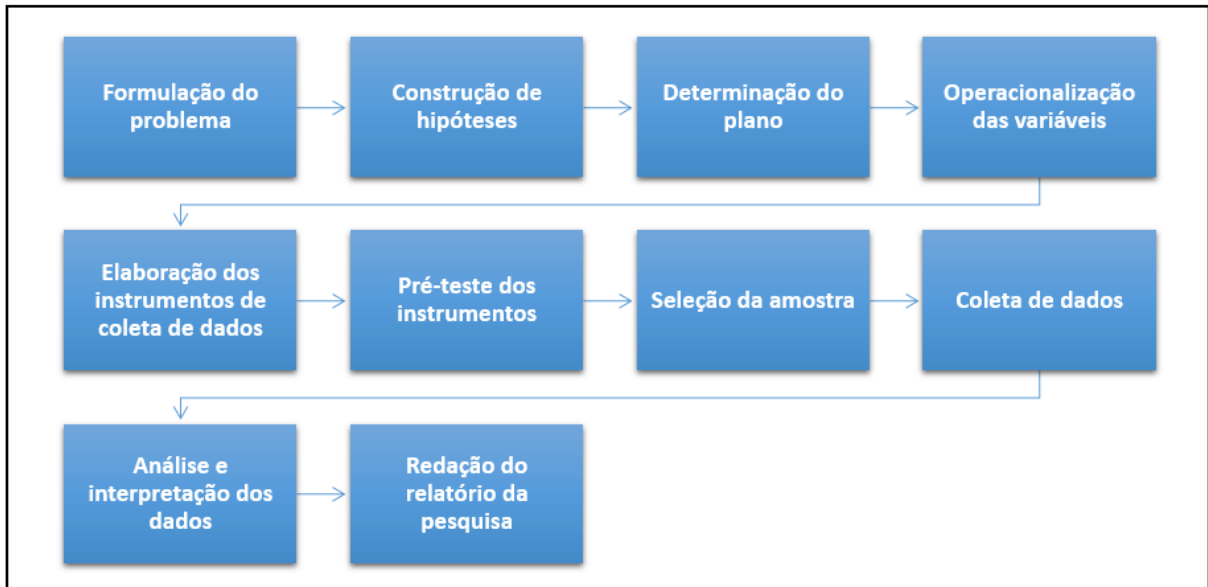 Formulação do
problema
Construção de
hipóteses
Determinação do
plano
Operacionalização
das variáveis
Elaboração dos
instrumentos de
coleta de dados
Pré-teste dos
instrumentos
Seleção da amostra
Coleta de dados
Análise e
interpretação dos
dados
Redação do
relatório da
pesquisa